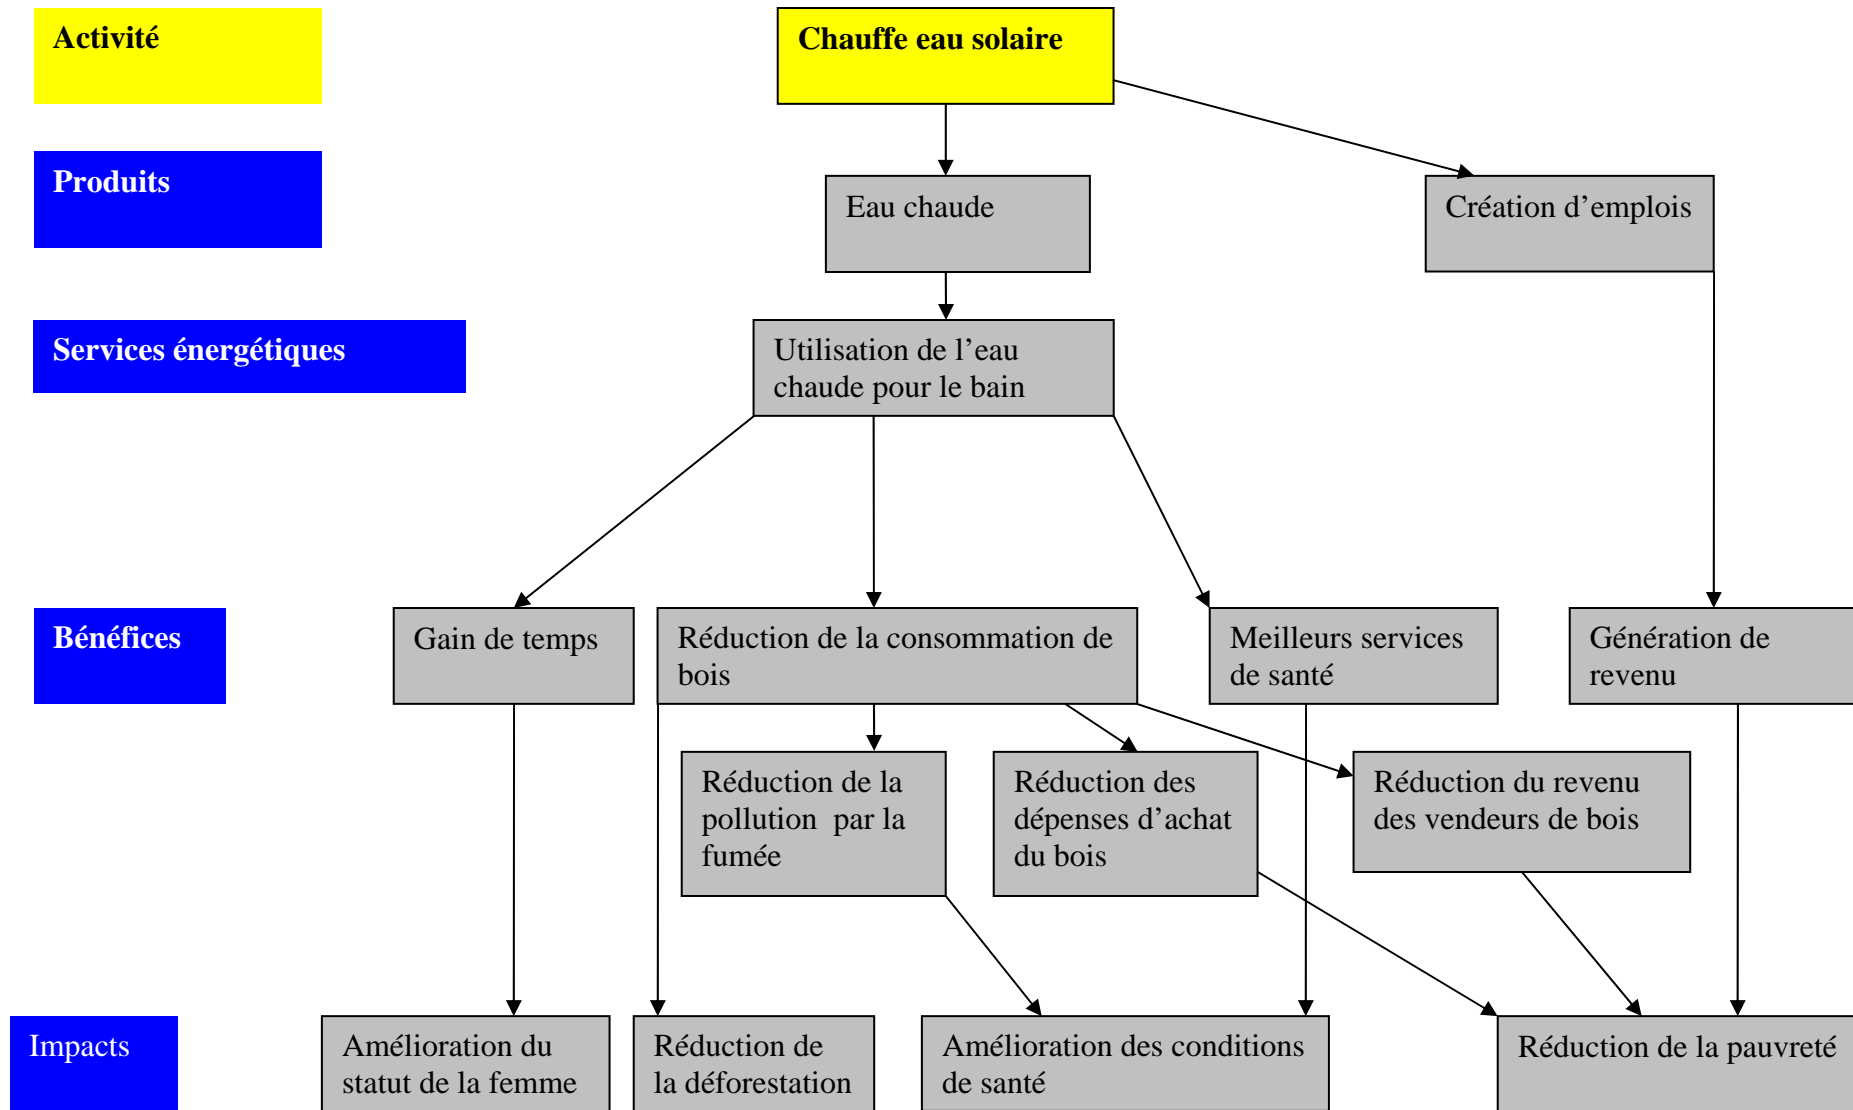 Activité
Chauffe eau solaire
Produits
Eau chaude
Création d’emplois
Services énergétiques
Utilisation de l’eau
chaude pour le bain
Bénéfices
Gain de temps
Réduction de la consommation de
bois
Meilleurs services
de santé
Génération de
revenu
Réduction de la
pollution  par la
fumée
Réduction des
dépenses d’achat
du bois
Réduction du revenu
des vendeurs de bois
Impacts
Amélioration du
statut de la femme
Réduction de
la déforestation
Amélioration des conditions
de santé
Réduction de la pauvreté